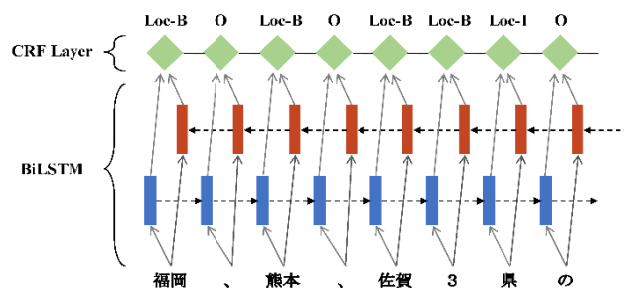 Loc-B O Loc-B O Loc-B Loc-B Loc-I O
CRF Layer
BiLSTM
福岡 、 熊本 、 佐賀 3 県 の